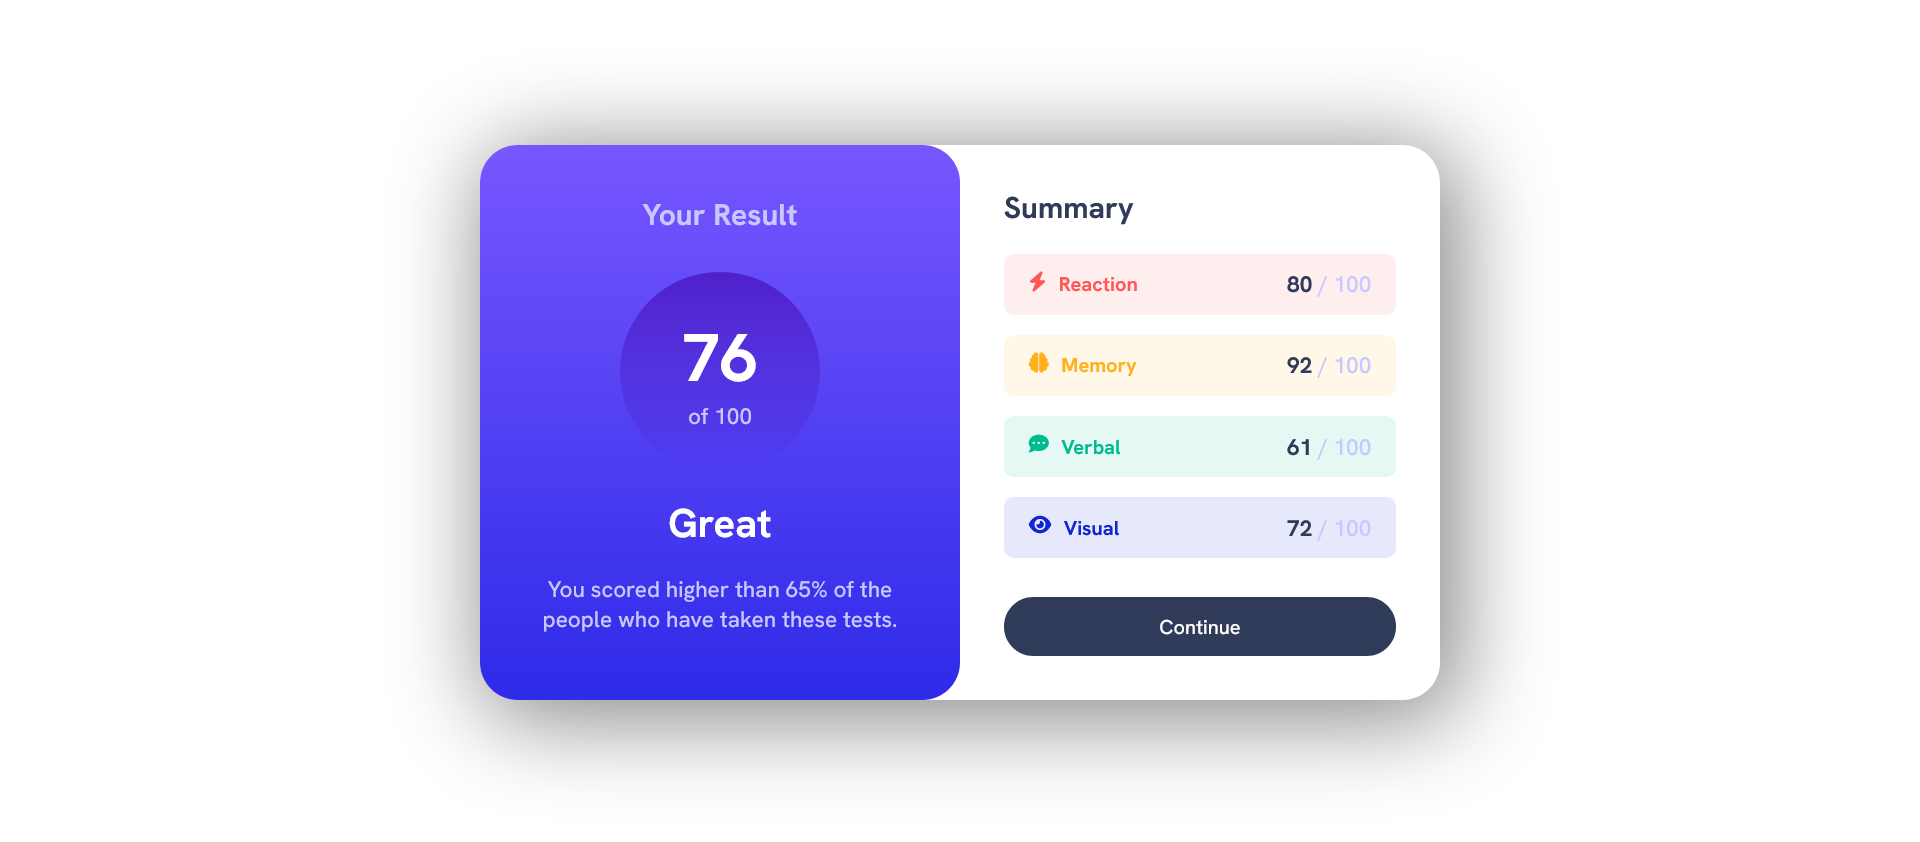 Your Result
76
of 100
Great
You scored higher than 65% of the
people who have taken these tests.
Summary
Reaction 80 / 100
Memory 92 / 100
Verbal 61 / 100
Visual 72 / 100
Continue